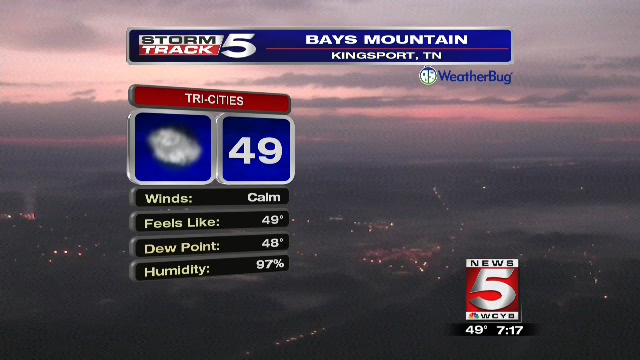 STORM TRACK 5
BAYS MOUNTAIN
KINGSPORT, TN
WeatherBug
TRI-CITIES
49
Winds: Calm
Feels Like: 49°
Dew Point: 48°
Humidity: 97%
NEWS
5
WCYB
49° 7:17